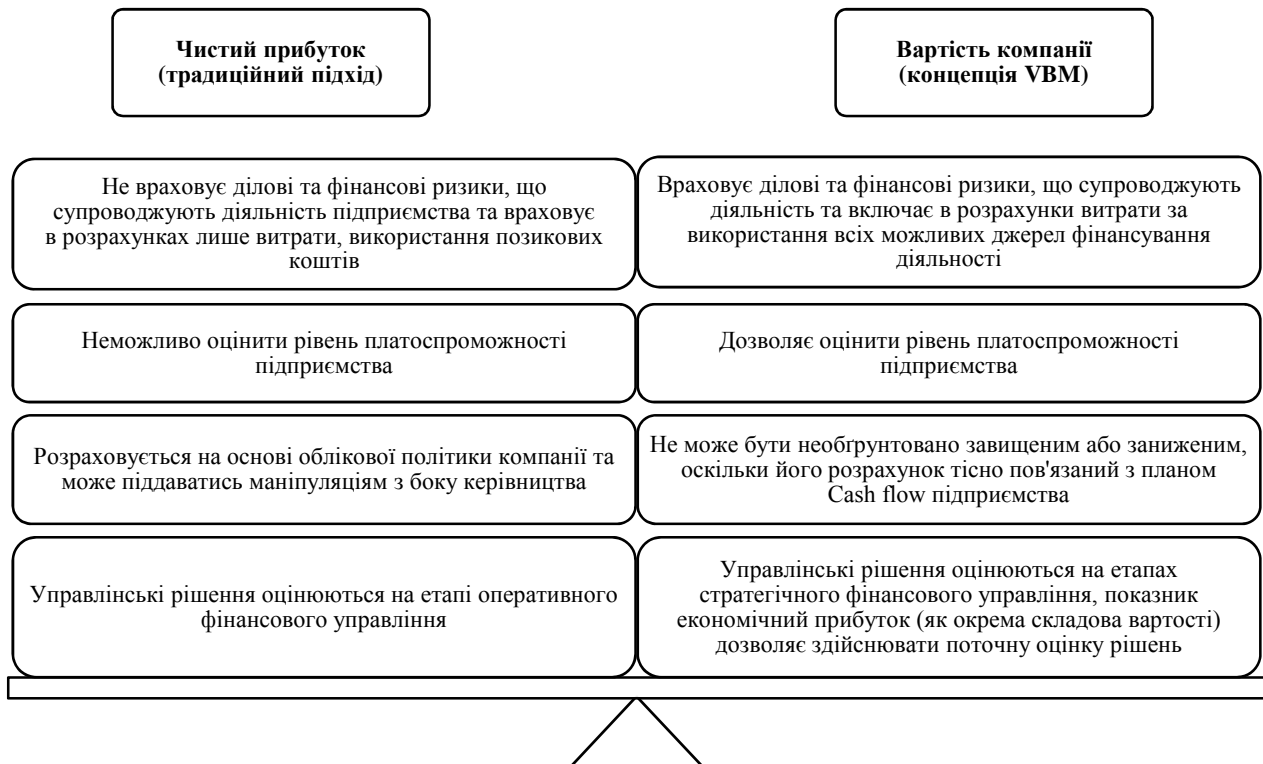 Чистий прибуток
(традиційний підхід)
Вартість компанії
(концепція VBM)
Не враховує ділові та фінансові ризики, що
супроводжують діяльність підприємства та враховує
в розрахунках лише витрати, використання позикових
коштів
Враховує ділові та фінансові ризики, що супроводжують
діяльність та включає в розрахунки витрати за
використання всіх можливих джерел фінансування
діяльності
Неможливо оцінити рівень платоспроможності
підприємства
Дозволяє оцінити рівень платоспроможності
підприємства
Розраховується на основі облікової політики компанії та
може піддаватись маніпуляціям з боку керівництва
Не може бути необґрунтовано завищеним або заниженим,
оскільки його розрахунок тісно пов'язаний з планом
Cash flow підприємства
Управлінські рішення оцінюються на етапі оперативного
фінансового управління
Управлінські рішення оцінюються на етапах
стратегічного фінансового управління, показник
економічний прибуток (як окрема складова вартості)
дозволяє здійснювати поточну оцінку рішень